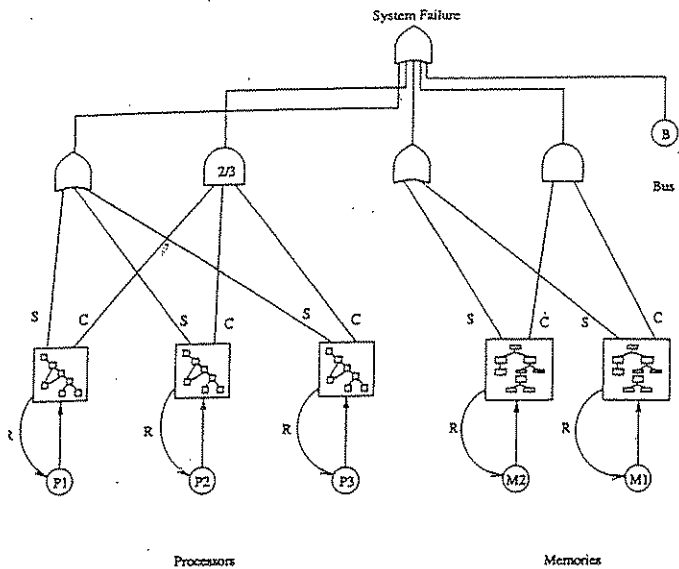 System Failure
B
2/3
Bus
S C S C S C S C S C
R R R R R
P1 P2 P3 M2 M1
Processors Memories